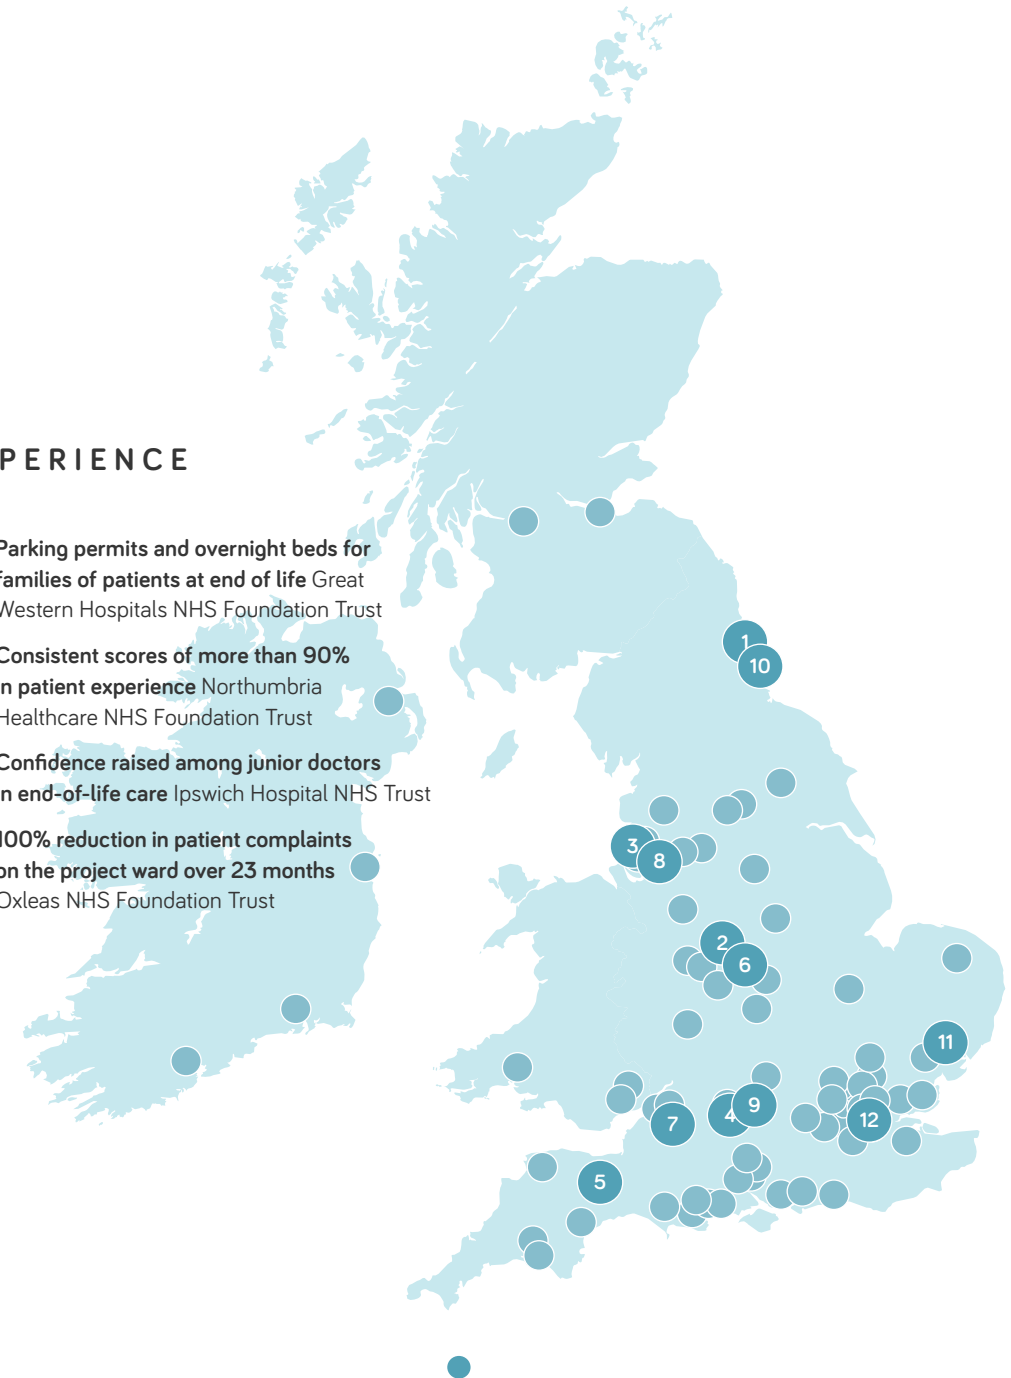 PERIENCE
Parking permits and overnight beds for
families of patients at end of life Great
Western Hospitals NHS Foundation Trust
Consistent scores of more than 90%
in patient experience Northumbria
Healthcare NHS Foundation Trust
Confidence raised among junior doctors
in end-of-life care Ipswich Hospital NHS Trust
100% reduction in patient complaints
on the project ward over 23 months
Oxleas NHS Foundation Trust
1
10
3
8
2
6
11
9
4
12
7
5